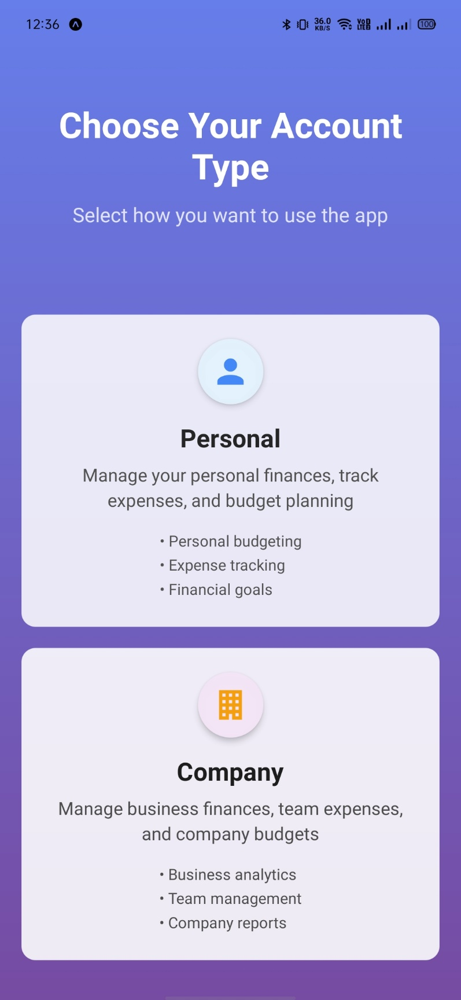 12:36
36.0
KB/S
VoD
LTE2
100
Choose Your Account
Type
Select how you want to use the app
Personal
Manage your personal finances, track
expenses, and budget planning
• Personal budgeting
• Expense tracking
• Financial goals
Company
Manage business finances, team expenses,
and company budgets
• Business analytics
• Team management
• Company reports